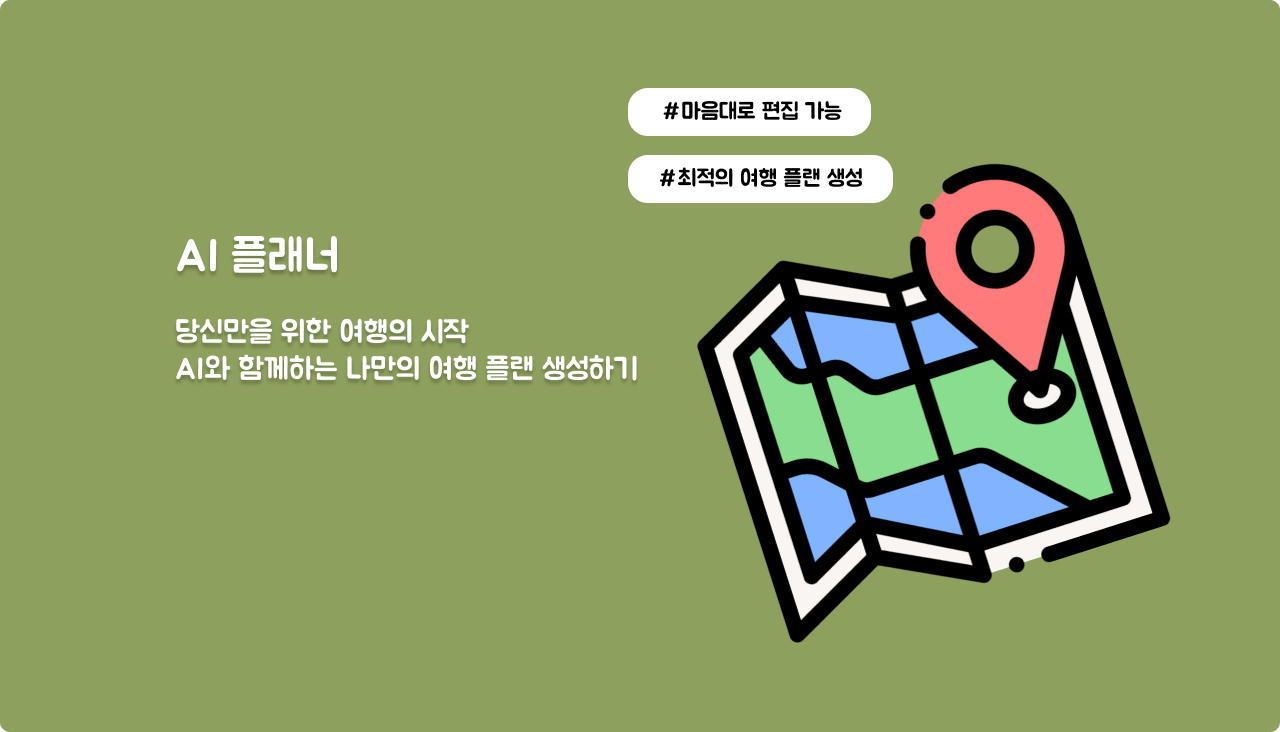 #마음대로 편집 가능
#최적의 여행 플랜 생성
AI 플래너
당신만을 위한 여행의 시작
AI와 함께하는 나만의 여행 플랜 생성하기